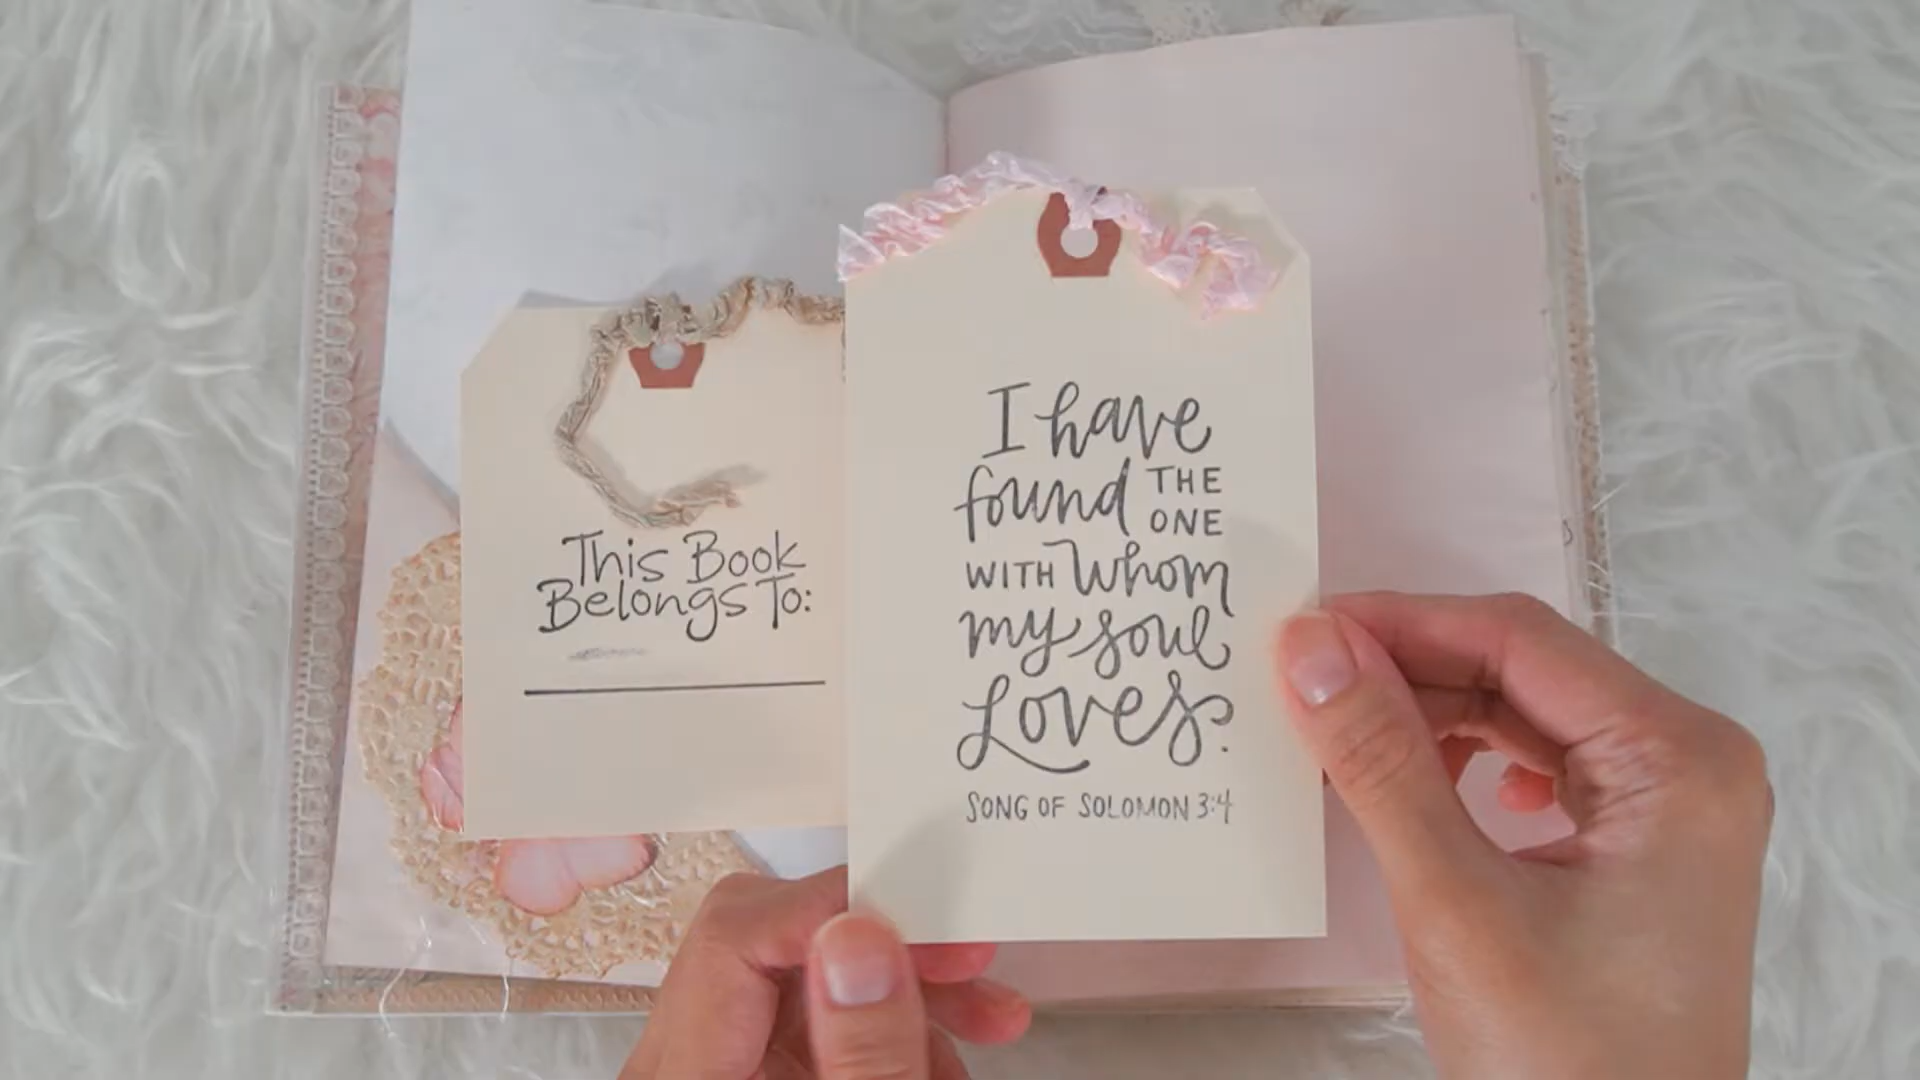 This Book
Belongs To:
I have
found THE
ONE
WITH Whom
my soul
Loves.
SONG OF SOLOMON 3:4